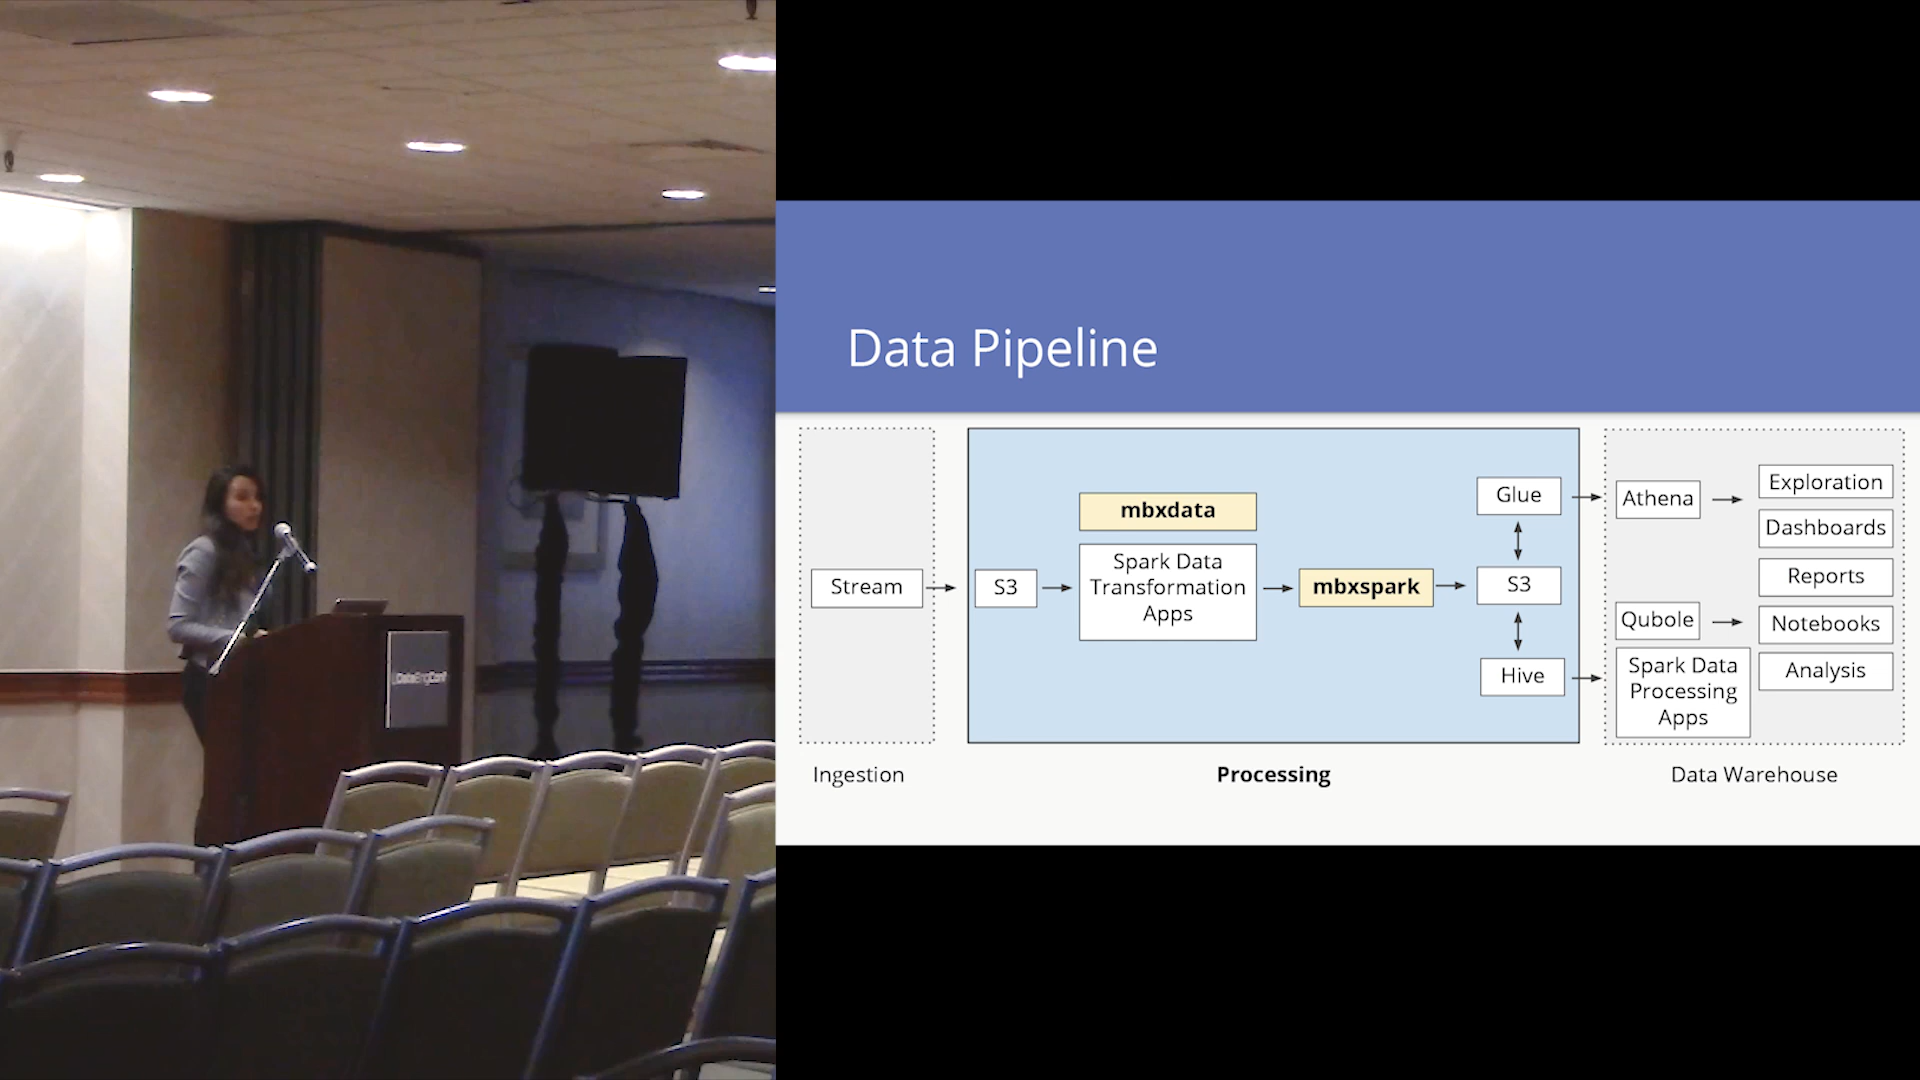 DataEngConf
Data Pipeline
Stream
Ingestion
S3
mbxdata
Spark Data
Transformation
Apps
mbxspark
Glue
S3
Hive
Processing
Athena
Qubole
Spark Data
Processing
Apps
Exploration
Dashboards
Reports
Notebooks
Analysis
Data Warehouse